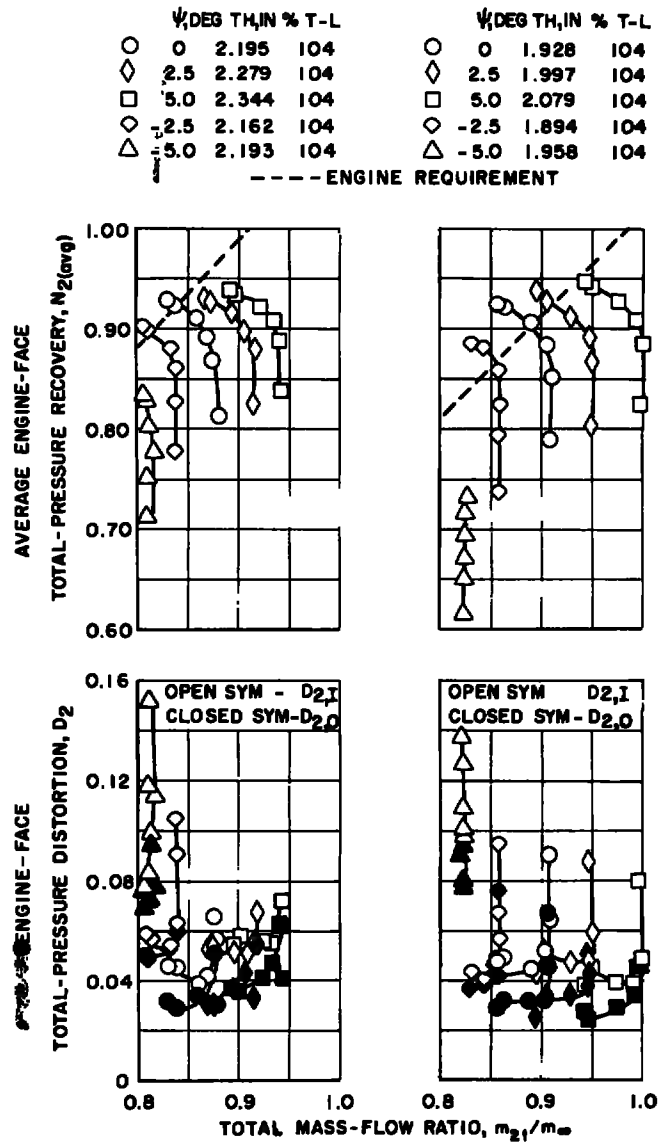 Ψ,DEG TH,IN % T-L
0 2.195 104
2.5 2.279 104
5.0 2.344 104
2.5 2.162 104
5.0 2.193 104
Ψ,DEG TH,IN % T-L
0 1.928 104
2.5 1.997 104
5.0 2.079 104
-2.5 1.894 104
-5.0 1.958 104
---- ENGINE REQUIREMENT
AVERAGE ENGINE-FACE
TOTAL-PRESSURE RECOVERY, N2(avg)
1.00
0.90
0.80
0.70
0.60
ENGINE-FACE
TOTAL-PRESSURE DISTORTION, D2
0.16
0.12
0.08
0.04
0
OPEN SYM - D2,I
CLOSED SYM-D2,O
OPEN SYM D2,I
CLOSED SYM-D2,O
0.8 0.9 1.0
0.8 0.9 1.0
TOTAL MASS-FLOW RATIO, m21/m∞